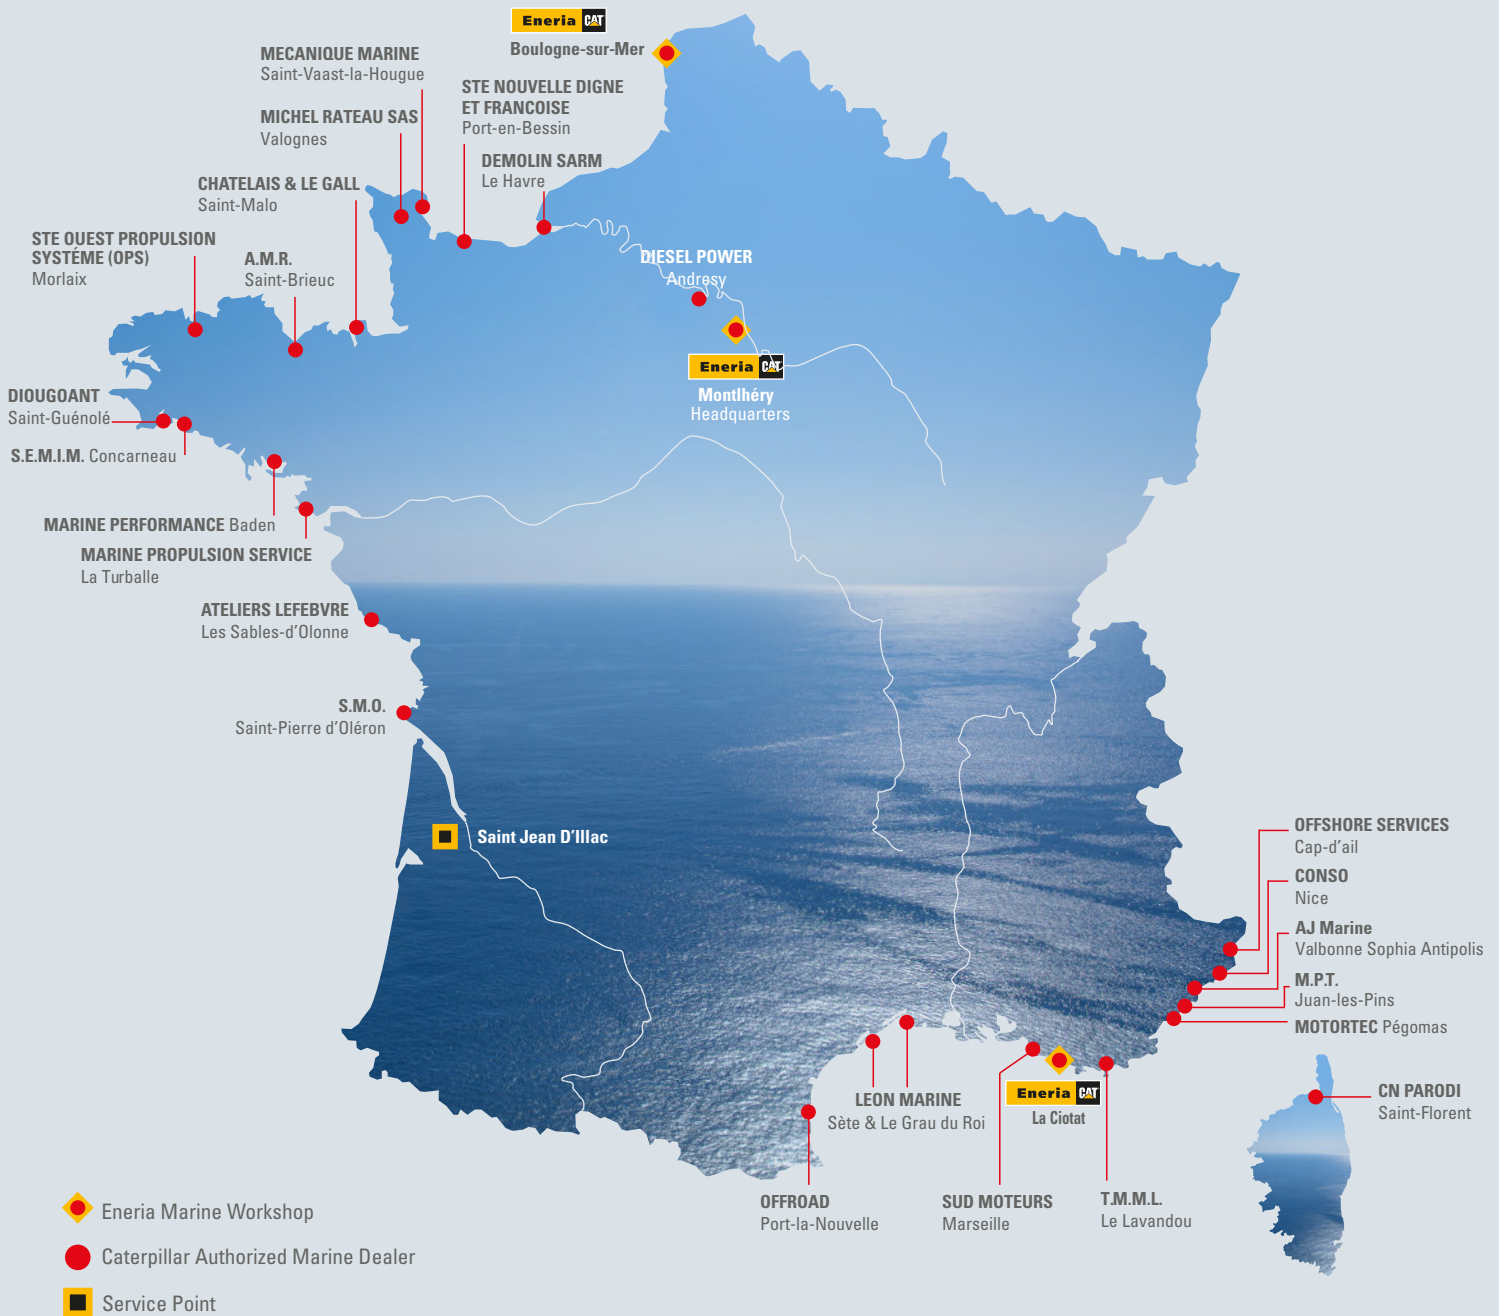 Eneria CAT
Boulogne-sur-Mer
MECANIQUE MARINE
Saint-Vaast-la-Hougue
STE NOUVELLE DIGNE
ET FRANCOISE
Port-en-Bessin
MICHEL RATEAU SAS
Valognes
DEMOLIN SARM
Le Havre
CHATELAIS & LE GALL
Saint-Malo
STE OUEST PROPULSION
SYSTÉME (OPS)
Morlaix
A.M.R.
Saint-Brieuc
DIESEL POWER
Andresy
Eneria CAT
Montlhéry
Headquarters
DIOUGOANT
Saint-Guénolé
S.E.M.I.M. Concarneau
MARINE PERFORMANCE Baden
MARINE PROPULSION SERVICE
La Turballe
ATELIERS LEFEBVRE
Les Sables-d'Olonne
S.M.O.
Saint-Pierre d'Oléron
Saint Jean D'Illac
OFFSHORE SERVICES
Cap-d'ail
CONSO
Nice
AJ Marine
Valbonne Sophia Antipolis
M.P.T.
Juan-les-Pins
MOTORTEC Pégomas
LEON MARINE
Sète & Le Grau du Roi
Eneria CAT
La Ciotat
CN PARODI
Saint-Florent
OFFROAD
Port-la-Nouvelle
SUD MOTEURS
Marseille
T.M.M.L.
Le Lavandou
Eneria Marine Workshop
Caterpillar Authorized Marine Dealer
Service Point